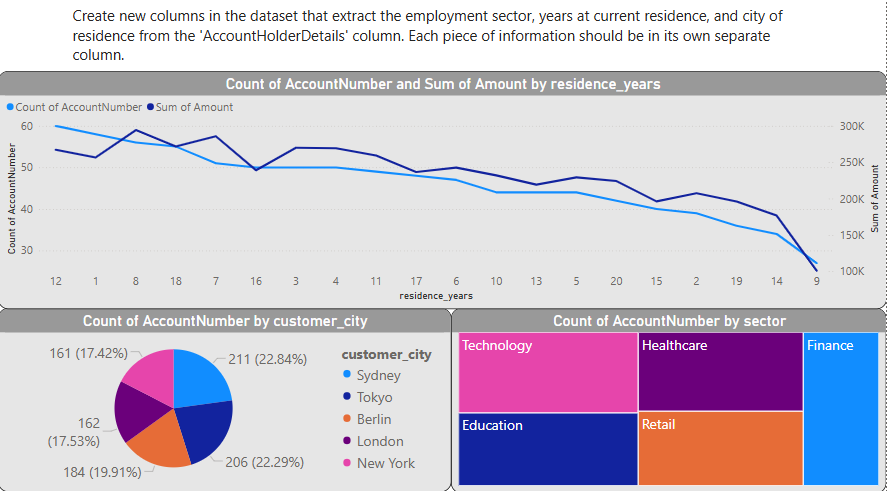 Create new columns in the dataset that extract the employment sector, years at current residence, and city of
residence from the 'AccountHolderDetails' column. Each piece of information should be in its own separate
column.
Count of AccountNumber and Sum of Amount by residence_years
Count of AccountNumber Sum of Amount
60 300K
50 250K
200K
40
150K
30
100K
Count of AccountNumber
Sum of Amount
12 1 8 18 7 16 3 4 11 17 6 10 13 5 20 15 2 19 14 9
residence_years
Count of AccountNumber by customer_city
161 (17.42%)
211 (22.84%)
162
(17.53%)
184 (19.91%)
206 (22.29%)
customer_city
Sydney
Tokyo
Berlin
London
New York
Count of AccountNumber by sector
Technology Healthcare Finance
Education Retail